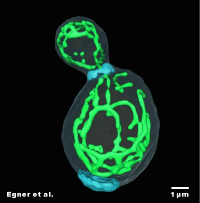 Egner et al.
1 µm